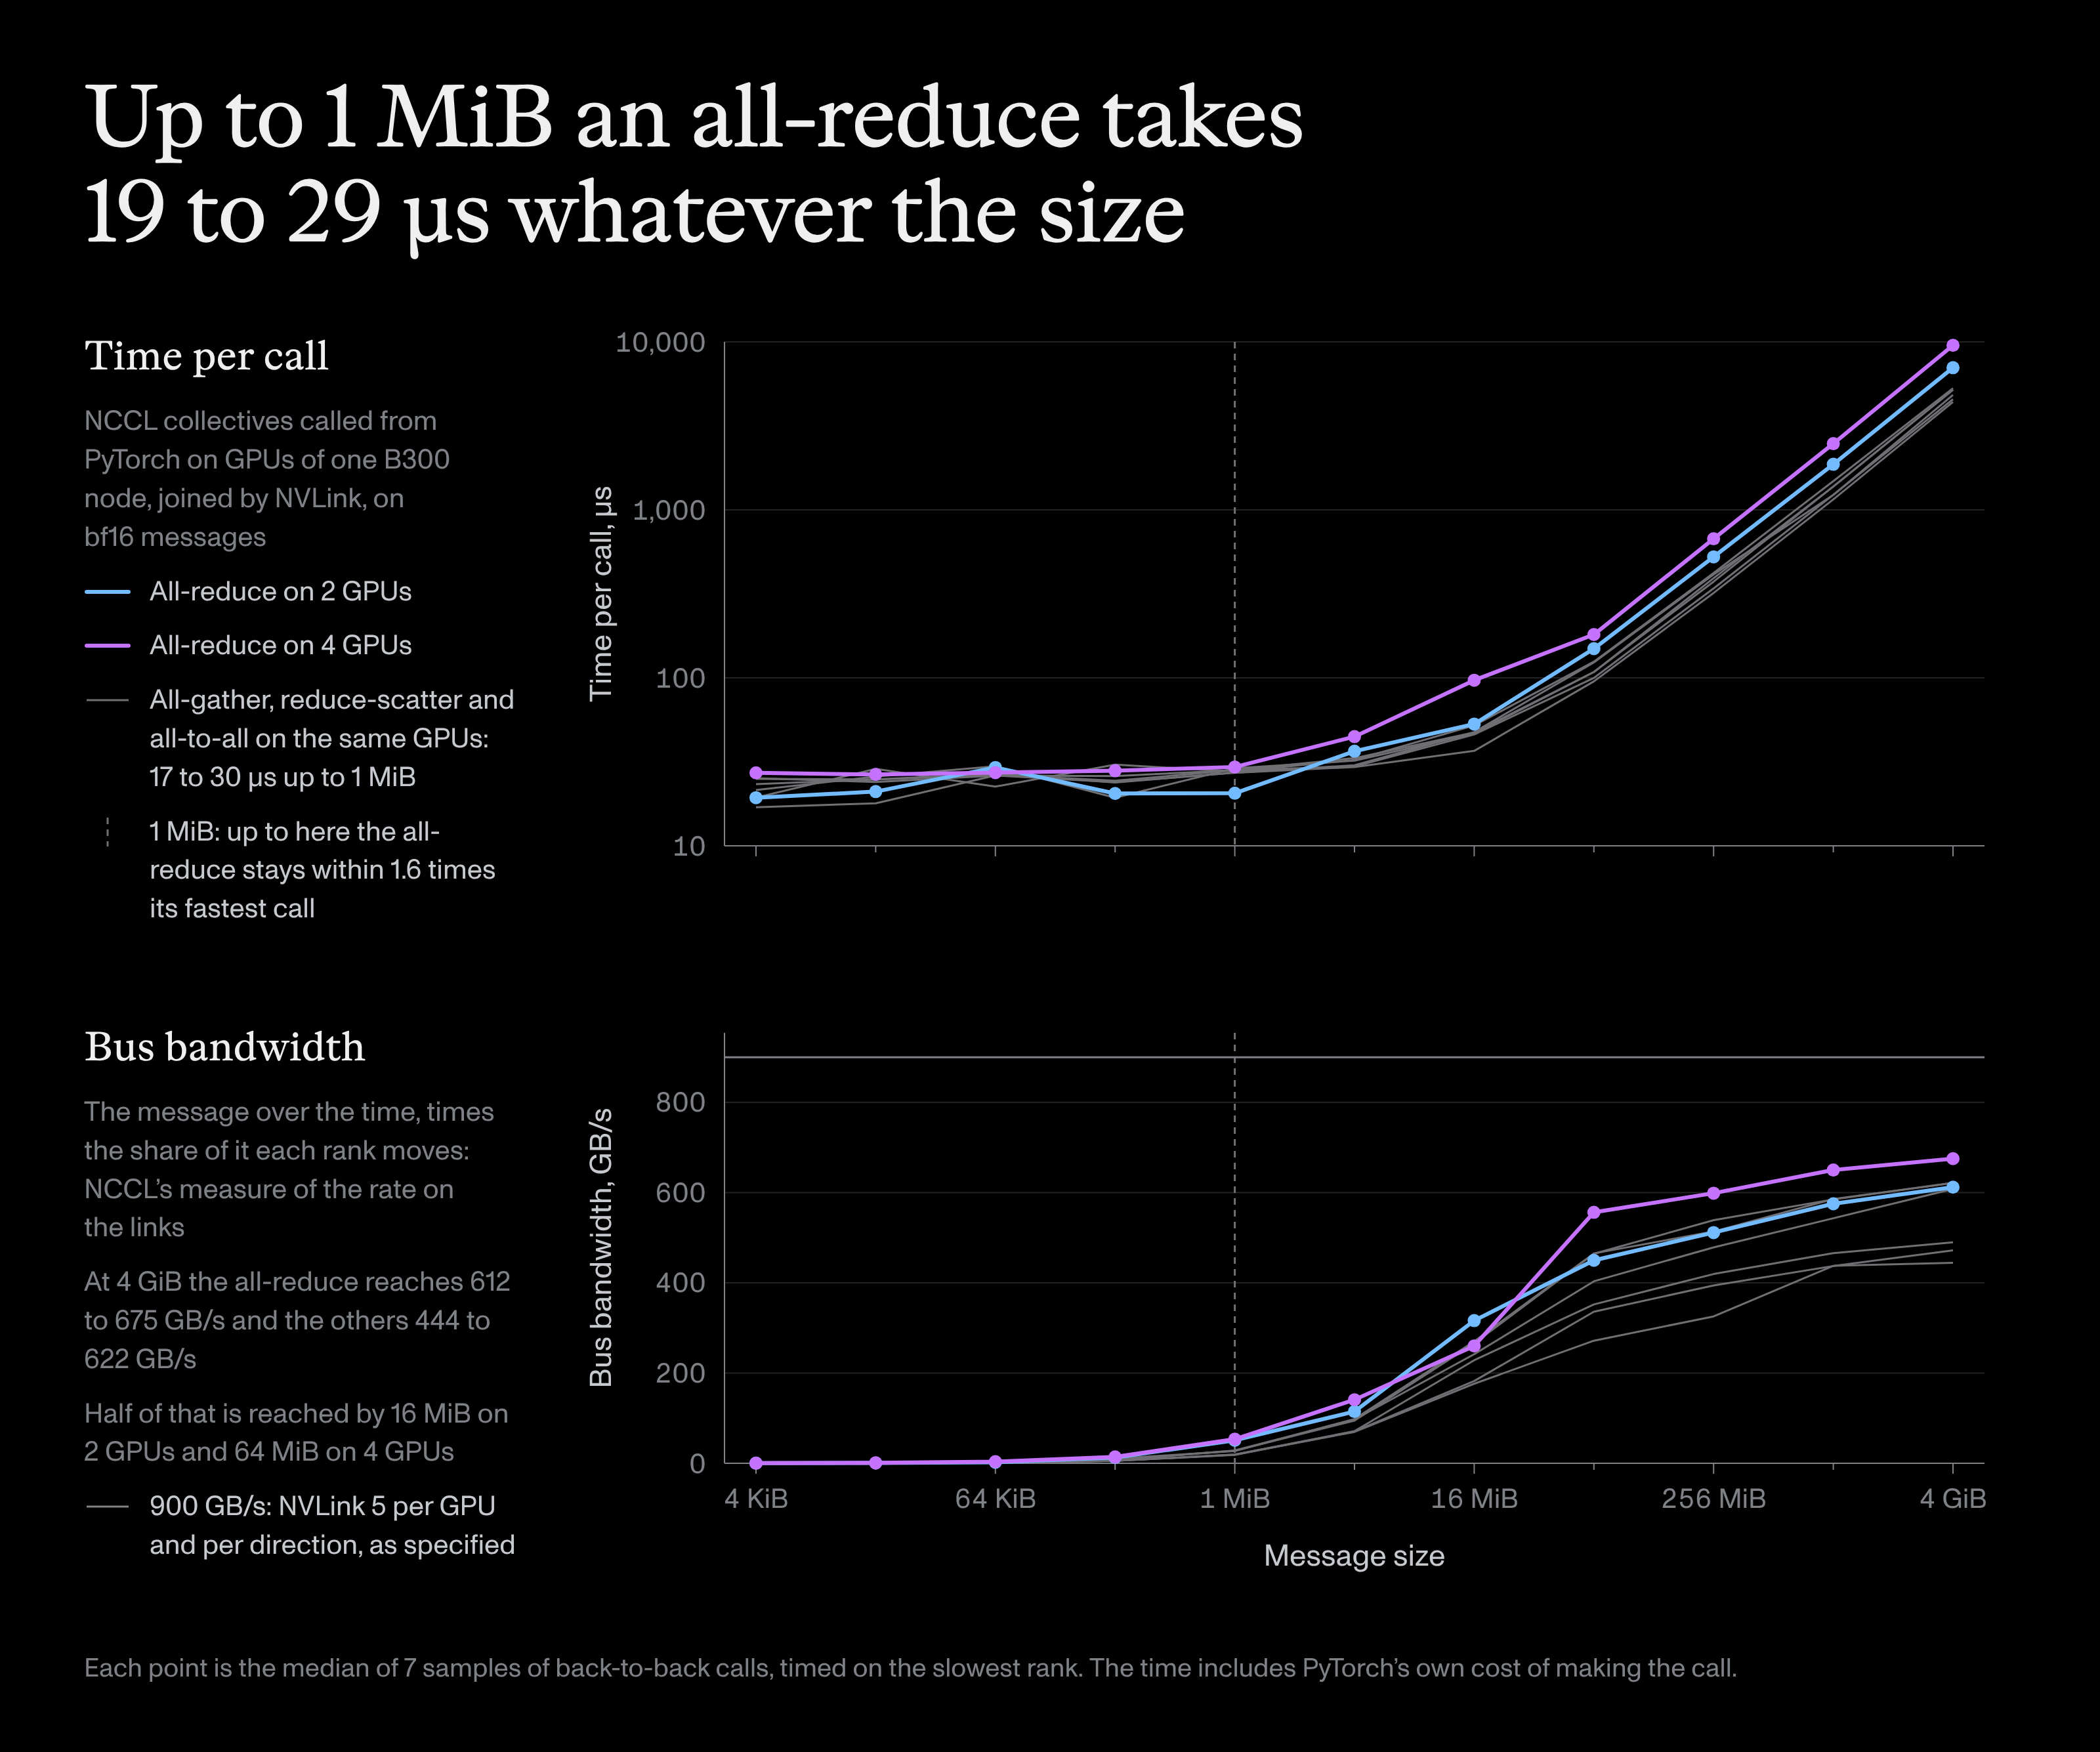 Up to 1 MiB an all-reduce takes
19 to 29 µs whatever the size
Time per call
NCCL collectives called from
PyTorch on GPUs of one B300
node, joined by NVLink, on
bf16 messages
All-reduce on 2 GPUs
All-reduce on 4 GPUs
All-gather, reduce-scatter and
all-to-all on the same GPUs:
17 to 30 µs up to 1 MiB
1 MiB: up to here the all-
reduce stays within 1.6 times
its fastest call
Time per call, µs
10,000
1,000
100
10
Bus bandwidth
The message over the time, times
the share of it each rank moves:
NCCL’s measure of the rate on
the links
At 4 GiB the all-reduce reaches 612
to 675 GB/s and the others 444 to
622 GB/s
Half of that is reached by 16 MiB on
2 GPUs and 64 MiB on 4 GPUs
900 GB/s: NVLink 5 per GPU
and per direction, as specified
Bus bandwidth, GB/s
800
600
400
200
0
4 KiB
64 KiB
1 MiB
16 MiB
256 MiB
4 GiB
Message size
Each point is the median of 7 samples of back-to-back calls, timed on the slowest rank. The time includes PyTorch’s own cost of making the call.